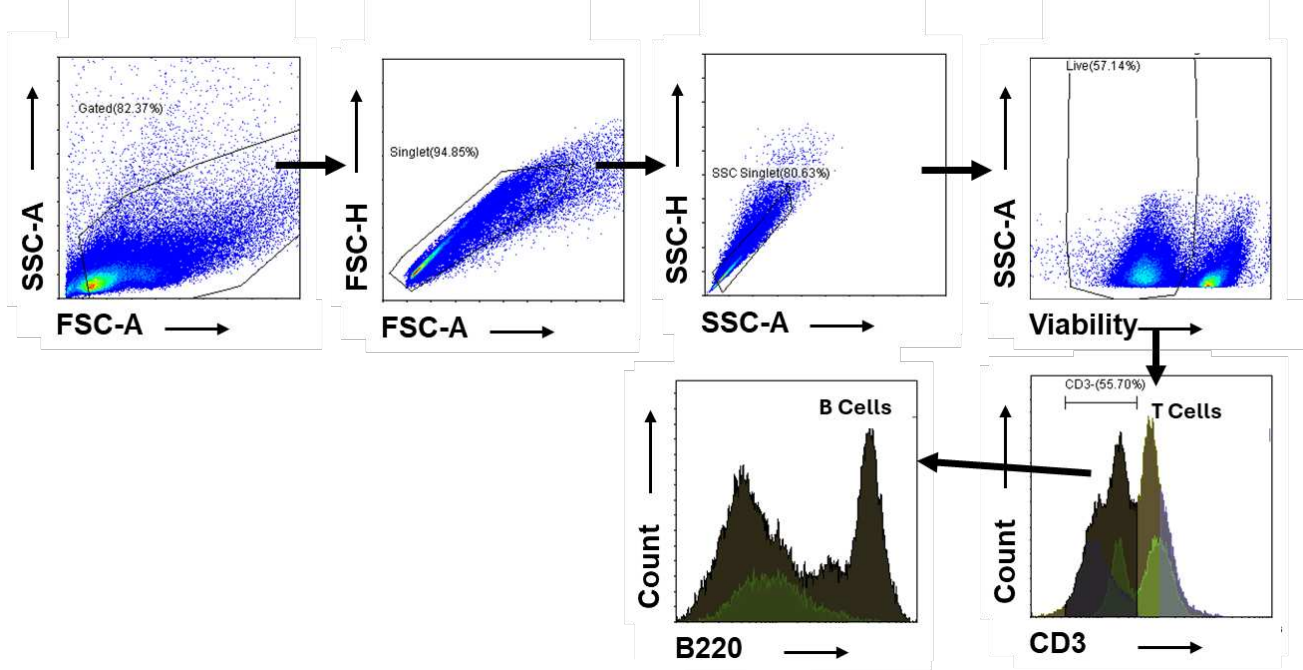 Gated(82.37%)
SSC-A
FSC-A
Singlet(94.85%)
FSC-H
FSC-A
SSC Singlet(80.63%)
SSC-H
SSC-A
Live(57.14%)
SSC-A
Viability
B Cells
Count
B220
CD3-(55.70%)
T Cells
Count
CD3